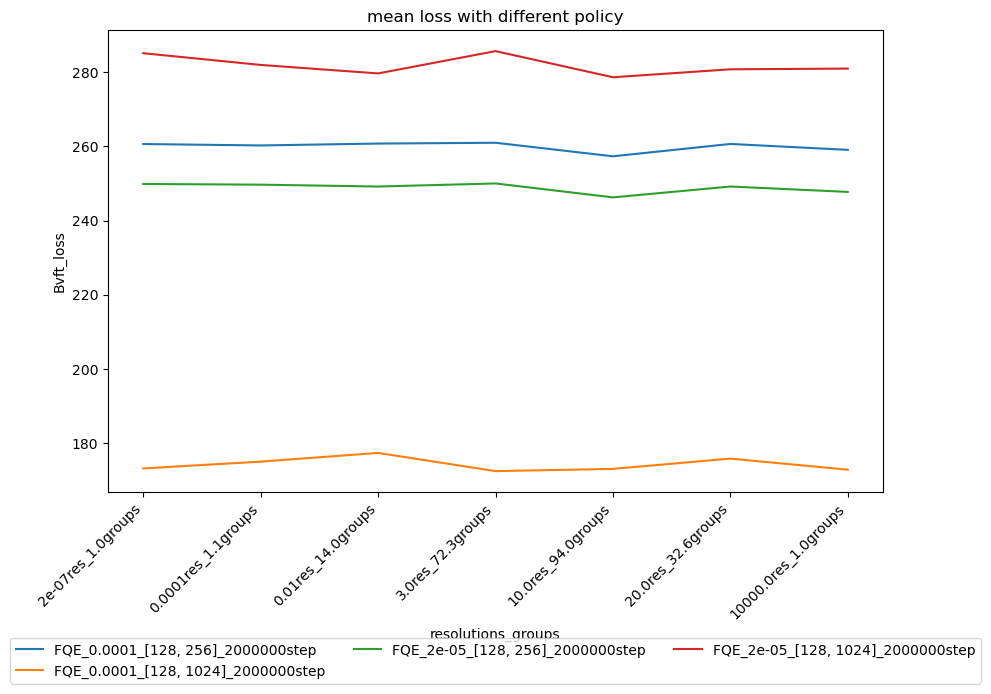 mean loss with different policy
280
260
240
220
200
180
Bvft_loss
2e-07res_1.0groups
0.0001res_1.1groups
0.01res_14.0groups
3.0res_72.3groups
10.0res_94.0groups
20.0res_32.6groups
10000.0res_1.0groups
resolutions_groups
FQE_0.0001_[128, 256]_2000000step
FQE_0.0001_[128, 1024]_2000000step
FQE_2e-05_[128, 256]_2000000step
FQE_2e-05_[128, 1024]_2000000step